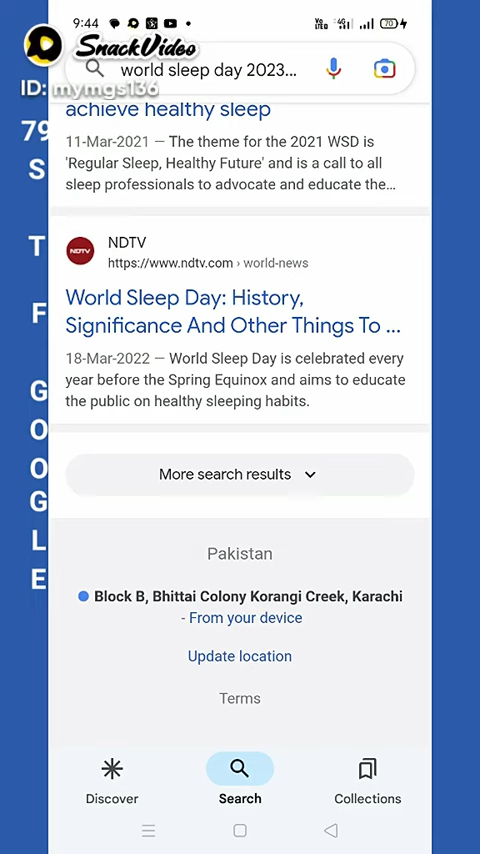 9:44
SnackVideo
ID: mymgs136
world sleep day 2023...
achieve healthy sleep
11-Mar-2021 — The theme for the 2021 WSD is
'Regular Sleep, Healthy Future' and is a call to all
sleep professionals to advocate and educate the...
NDTV
NDTV
https://www.ndtv.com › world-news
World Sleep Day: History,
Significance And Other Things To ...
18-Mar-2022 — World Sleep Day is celebrated every
year before the Spring Equinox and aims to educate
the public on healthy sleeping habits.
More search results
Pakistan
Block B, Bhittai Colony Korangi Creek, Karachi
- From your device
Update location
Terms
Discover
Search
Collections
79
S
T
F
G
O
O
G
L
E